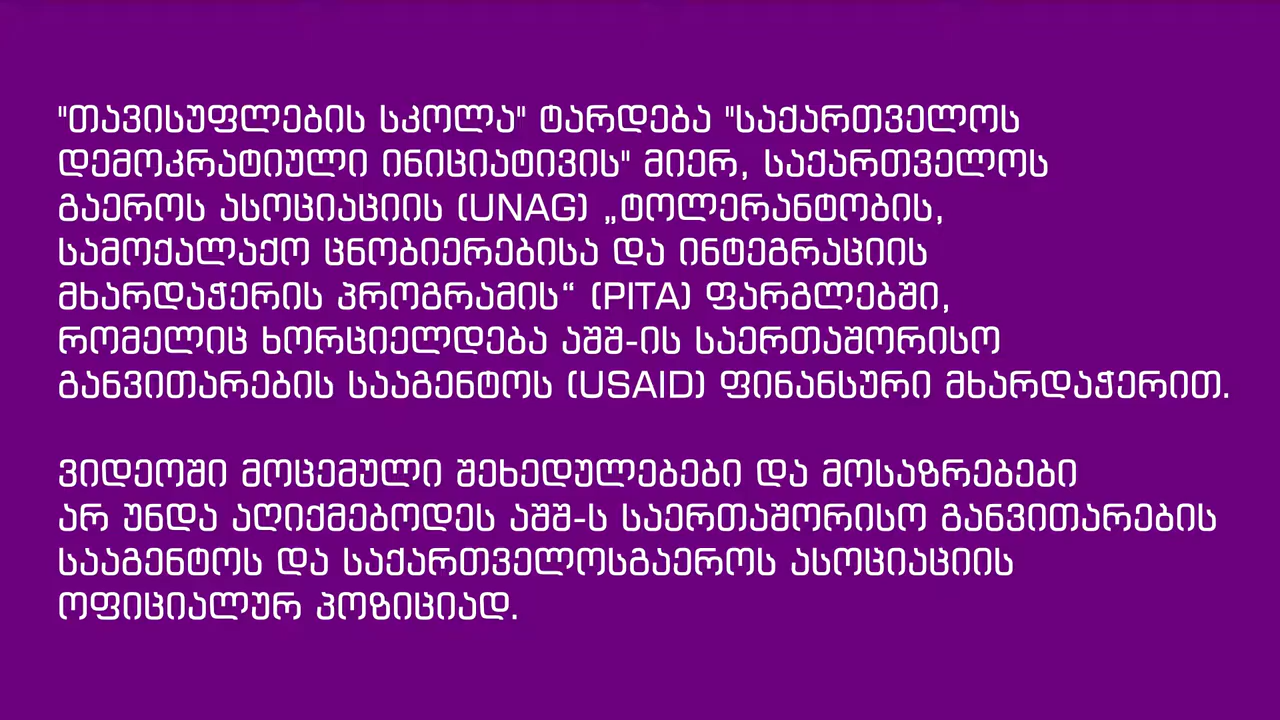 "თავისუფლების სკოლა" ტარდება "საქართველოს
დემოკრატიული ინიციატივის" მიერ, საქართველოს
გაეროს ასოციაციის (UNAG) „ტოლერანტობის,
სამოქალაქო ცნობიერებისა და ინტეგრაციის
მხარდაჭერის პროგრამის“ (PITA) ფარგლებში,
რომელიც ხორციელდება აშშ-ის საერთაშორისო
განვითარების სააგენტოს (USAID) ფინანსური მხარდაჭერით.
ვიდეოში მოცემული შეხედულებები და მოსაზრებები
არ უნდა აღიქმებოდეს აშშ-ს საერთაშორისო განვითარების
სააგენტოს და საქართველოსგაეროს ასოციაციის
ოფიციალურ პოზიციად.